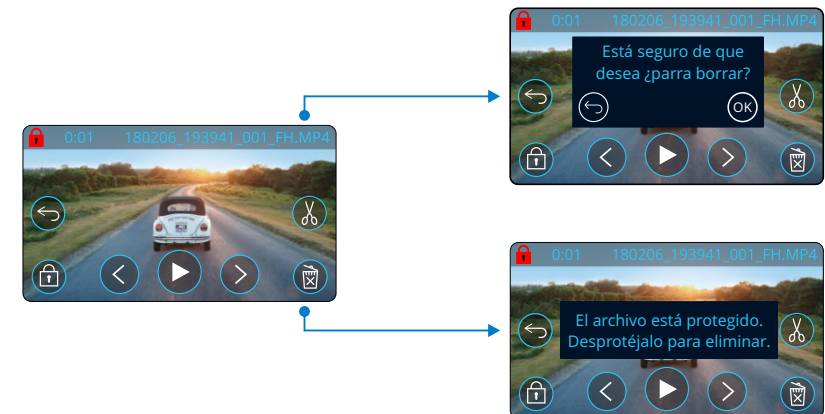 0:01 180206_193941_001_FH.MP4
0:01 180206_193941_001_FH.MP4
Está seguro de que
desea ¿parra borrar?
OK
0:01 180206_193941_001_FH.MP4
El archivo está protegido.
Desprotéjalo para eliminar.